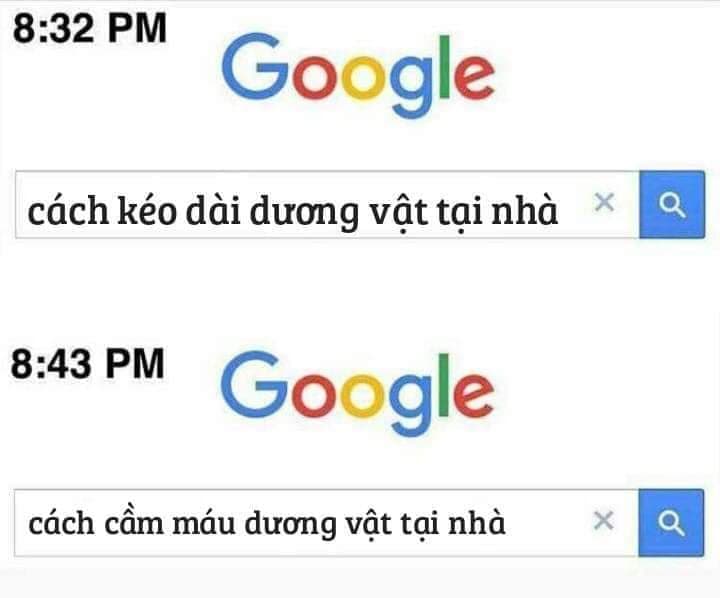 8:32 PM
Google
cách kéo dài dương vật tại nhà
8:43 PM
Google
cách cầm máu dương vật tại nhà